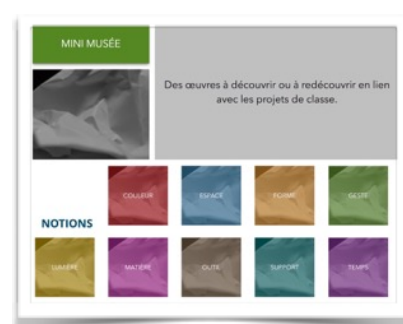 MINI MUSÉE
Des œuvres à découvrir ou à redécouvrir en lien
avec les projets de classe.
COULEUR
ESPACE
FORME
GESTE
NOTIONS
LUMIÈRE
MATIÈRE
OUTIL
SUPPORT
TEMPS